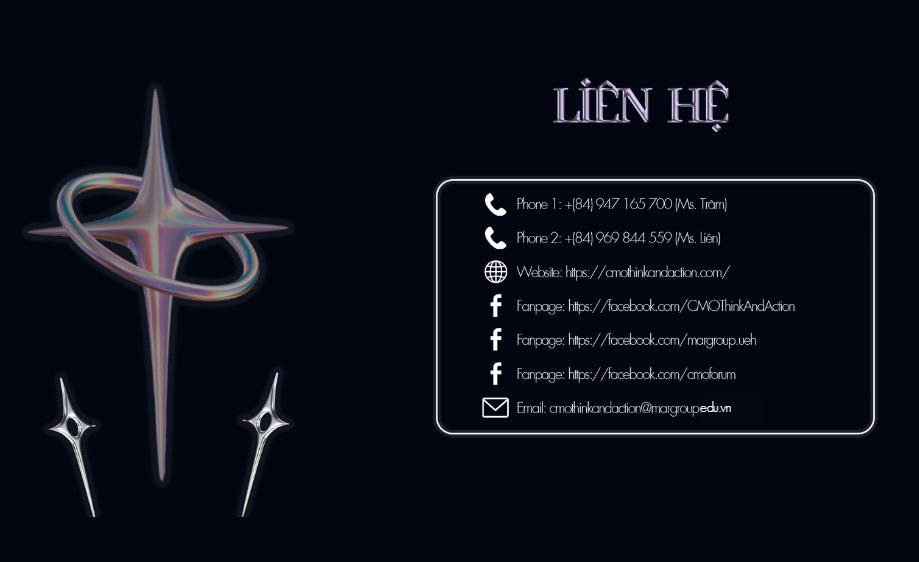 LIÊN HỆ
Phone 1: +(84) 947 165 700 (Ms. Trâm)
Phone 2: +(84) 969 844 559 (Ms. Liên)
Website: https://cmothinkandaction.com/
Fanpage: https://facebook.com/CMOThinkAndAction
Fanpage: https://facebook.com/margroup.ueh
Fanpage: https://facebook.com/cmoforum
Email: cmothinkandaction@margroup.edu.vn